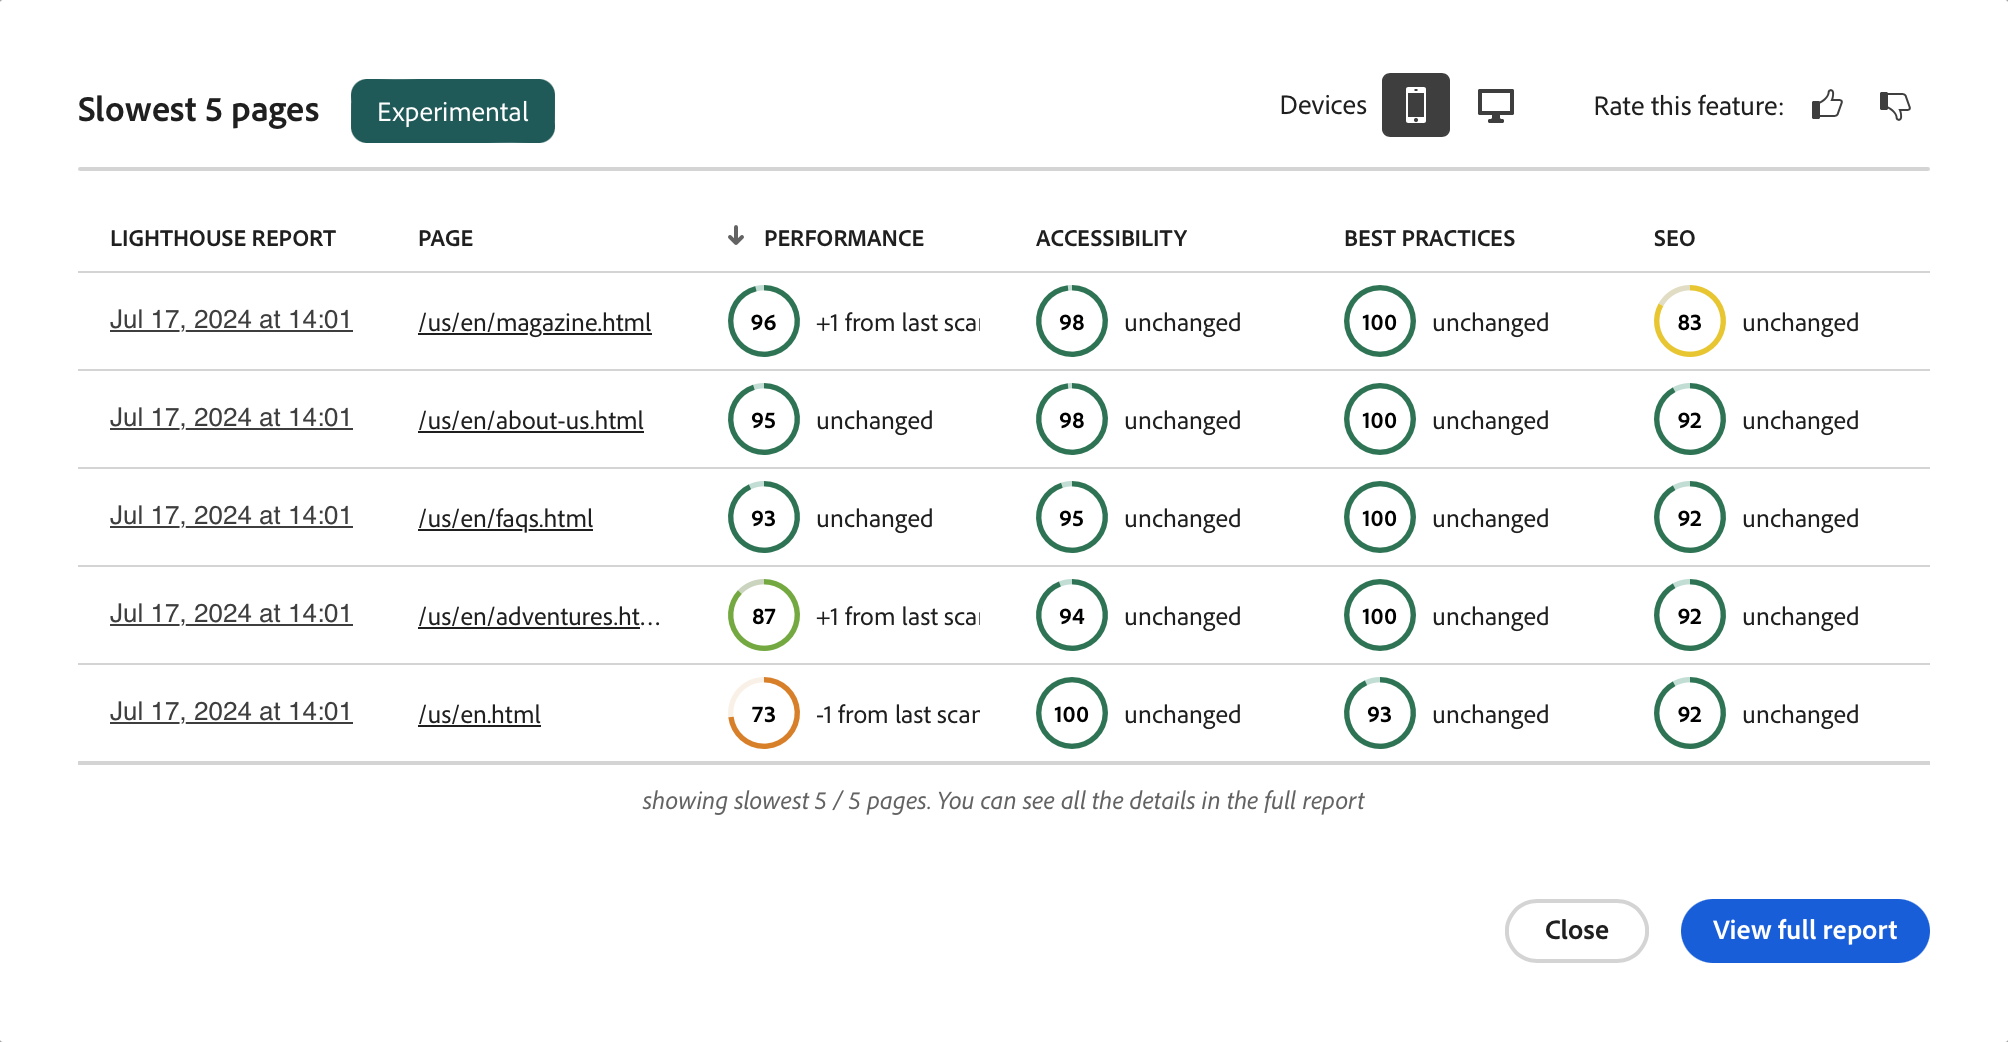 Slowest 5 pages Experimental Devices Rate this feature:
LIGHTHOUSE REPORT PAGE PERFORMANCE ACCESSIBILITY BEST PRACTICES SEO
Jul 17, 2024 at 14:01 /us/en/magazine.html 96 +1 from last scan 98 unchanged 100 unchanged 83 unchanged
Jul 17, 2024 at 14:01 /us/en/about-us.html 95 unchanged 98 unchanged 100 unchanged 92 unchanged
Jul 17, 2024 at 14:01 /us/en/faqs.html 93 unchanged 95 unchanged 100 unchanged 92 unchanged
Jul 17, 2024 at 14:01 /us/en/adventures.ht... 87 +1 from last scan 94 unchanged 100 unchanged 92 unchanged
Jul 17, 2024 at 14:01 /us/en.html 73 -1 from last scan 100 unchanged 93 unchanged 92 unchanged
showing slowest 5 / 5 pages. You can see all the details in the full report
Close View full report